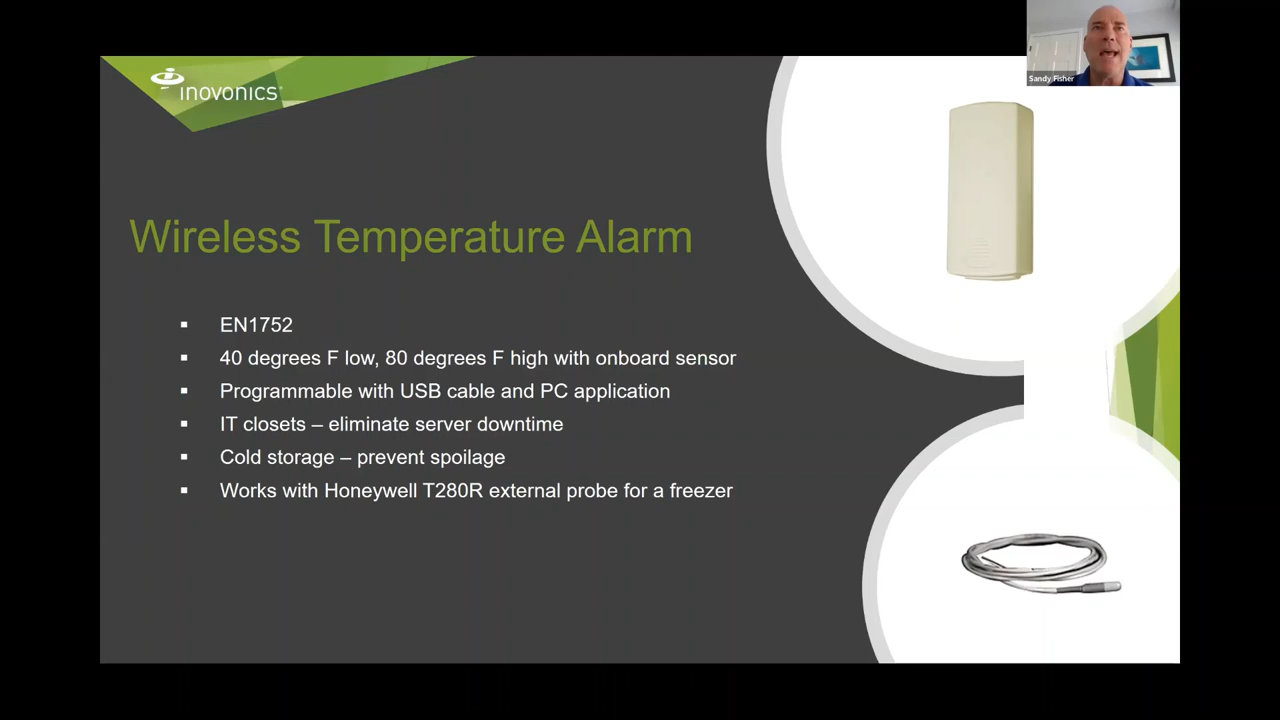 inovonics
Sandy Fisher
Wireless Temperature Alarm
▪ EN1752
▪ 40 degrees F low, 80 degrees F high with onboard sensor
▪ Programmable with USB cable and PC application
▪ IT closets – eliminate server downtime
▪ Cold storage – prevent spoilage
▪ Works with Honeywell T280R external probe for a freezer